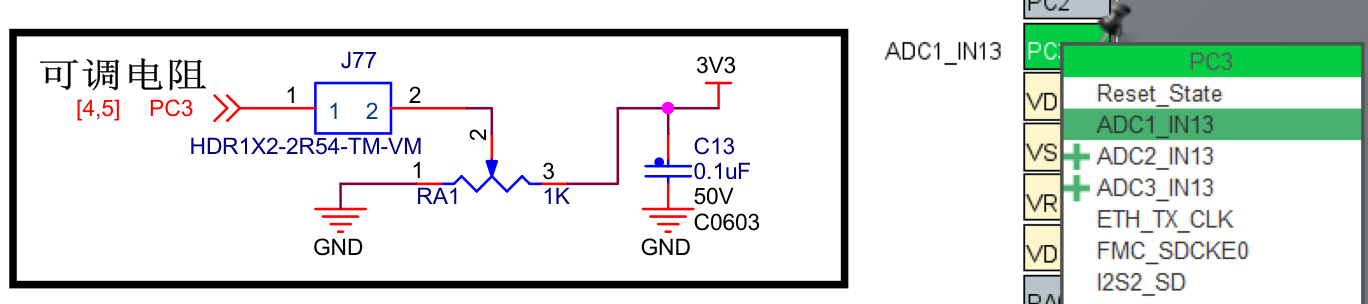 可调电阻
[4,5] PC3
1
J77
1 2
2
HDR1X2-2R54-TM-VM
2
1
RA1
3
1K
GND
3V3
C13
0.1uF
50V
C0603
GND
ADC1_IN13
PC2
PC
VD
VS
VR
VD
PC3
Reset_State
ADC1_IN13
ADC2_IN13
ADC3_IN13
ETH_TX_CLK
FMC_SDCKE0
I2S2_SD